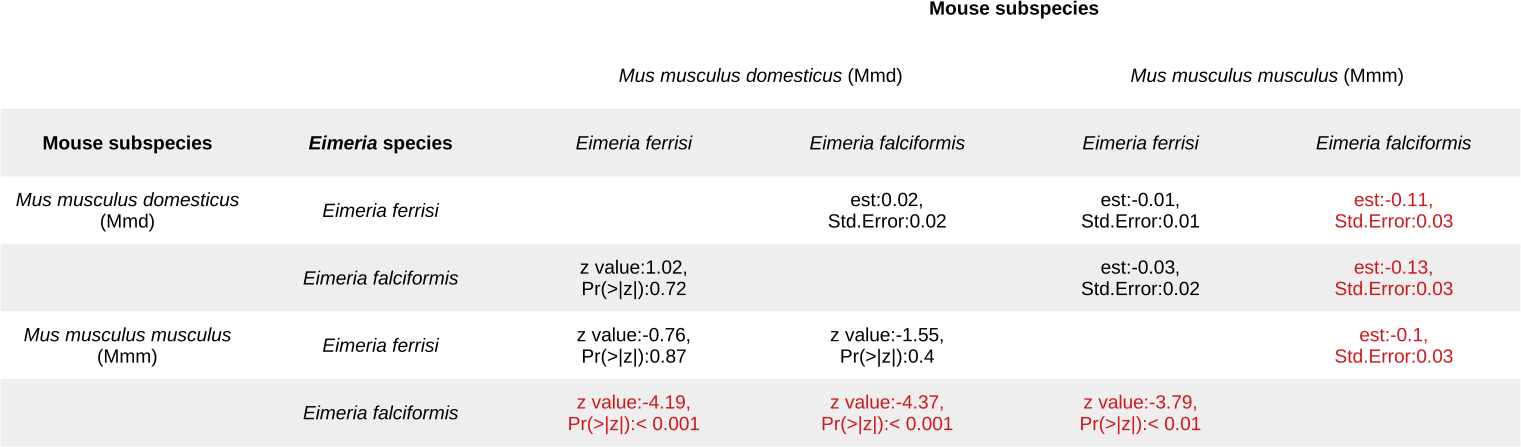 Mouse subspecies
Mus musculus domesticus (Mmd) Mus musculus musculus (Mmm)
Mouse subspecies Eimeria species Eimeria ferrisi Eimeria falciformis Eimeria ferrisi Eimeria falciformis
Mus musculus domesticus
(Mmd)
Eimeria ferrisi
est:0.02,
Std.Error:0.02
est:-0.01,
Std.Error:0.01
est:-0.11,
Std.Error:0.03
Eimeria falciformis
z value:1.02,
Pr(>|z|):0.72
est:-0.03,
Std.Error:0.02
est:-0.13,
Std.Error:0.03
Mus musculus musculus
(Mmm)
Eimeria ferrisi
z value:-0.76,
Pr(>|z|):0.87
z value:-1.55,
Pr(>|z|):0.4
est:-0.1,
Std.Error:0.03
Eimeria falciformis
z value:-4.19,
Pr(>|z|):< 0.001
z value:-4.37,
Pr(>|z|):< 0.001
z value:-3.79,
Pr(>|z|):< 0.01